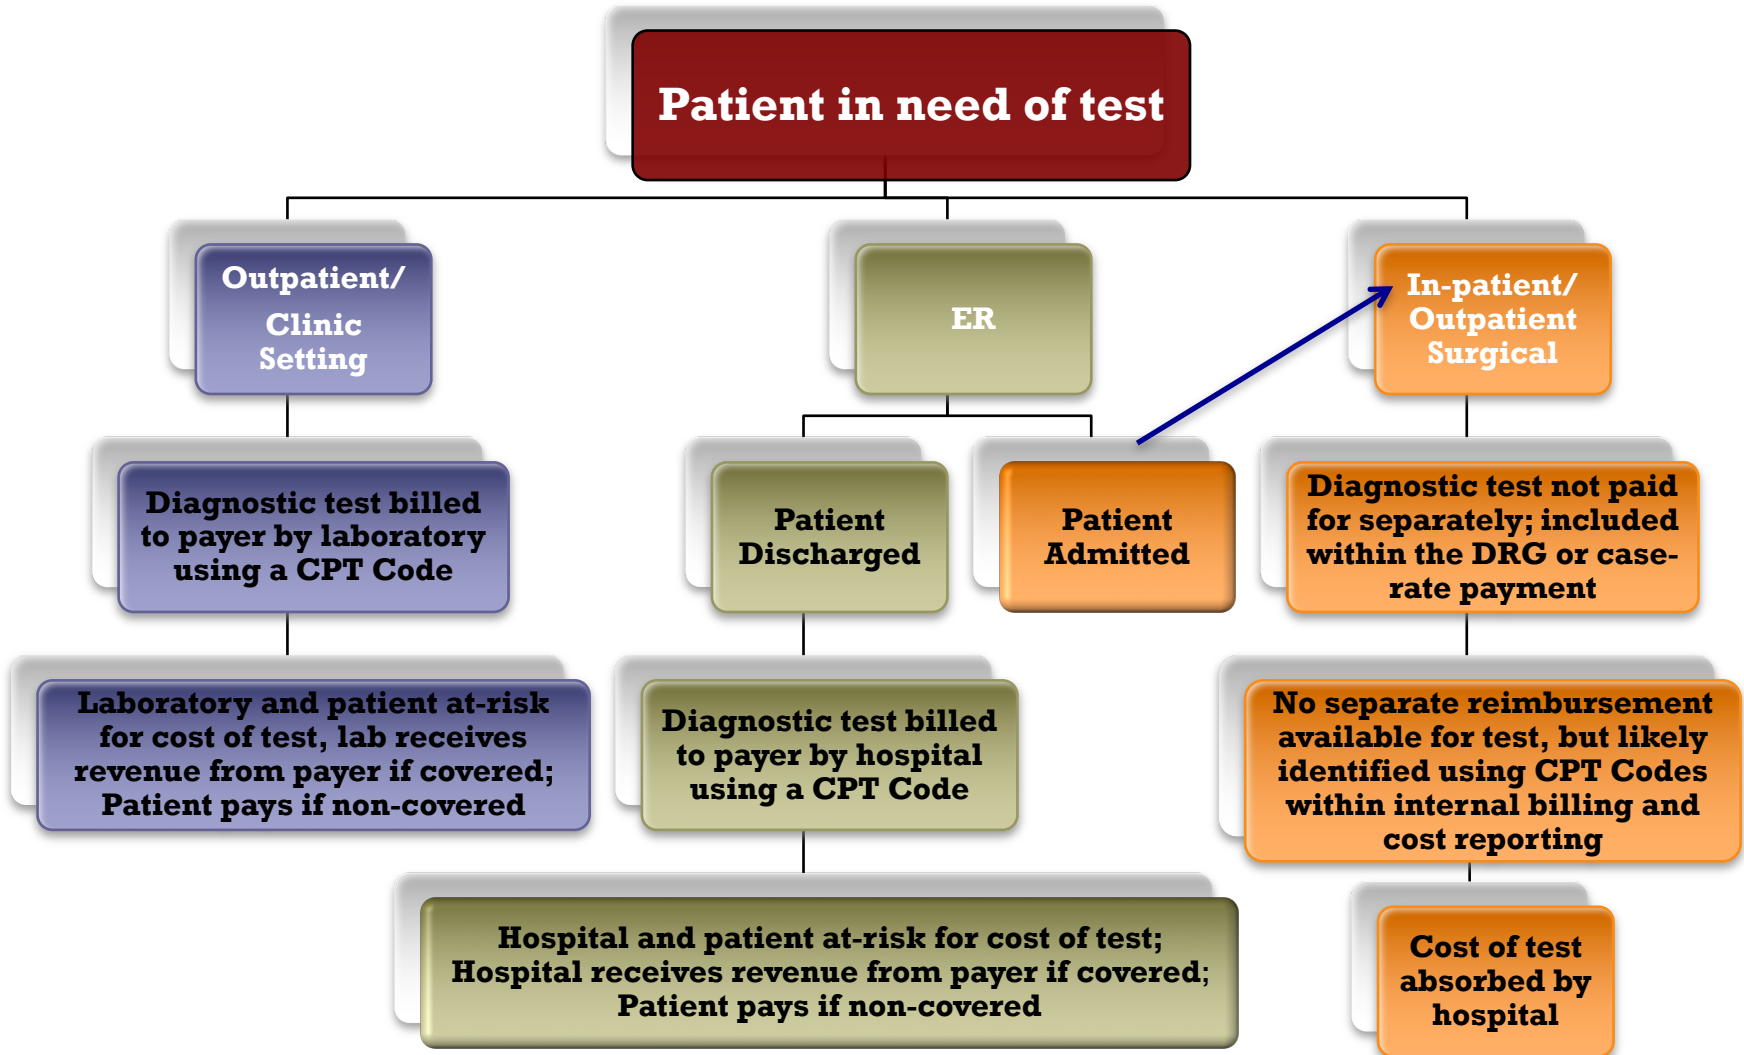 Patient in need of test
Outpatient/
Clinic
Setting
ER
In-patient/
Outpatient
Surgical
Diagnostic test billed
to payer by laboratory
using a CPT Code
Patient
Discharged
Patient
Admitted
Diagnostic test not paid
for separately; included
within the DRG or case-
rate payment
Laboratory and patient at-risk
for cost of test, lab receives
revenue from payer if covered;
Patient pays if non-covered
Diagnostic test billed
to payer by hospital
using a CPT Code
No separate reimbursement
available for test, but likely
identified using CPT Codes
within internal billing and
cost reporting
Hospital and patient at-risk for cost of test;
Hospital receives revenue from payer if covered;
Patient pays if non-covered
Cost of test
absorbed by
hospital